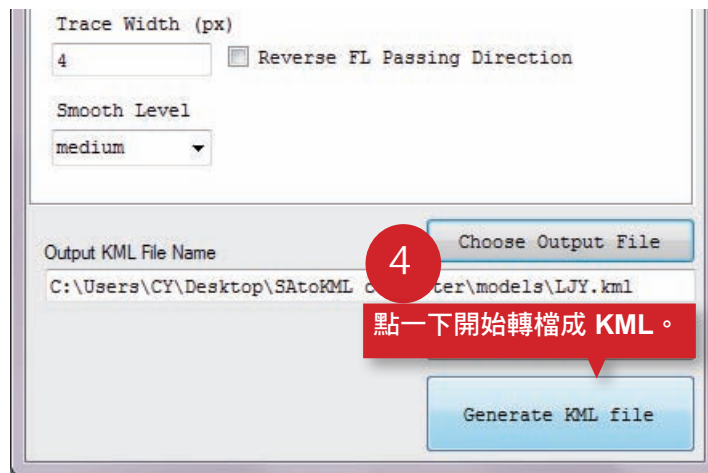 Trace Width (px)
4
Reverse FL Passing Direction
Smooth Level
medium
Choose Output File
Output KML File Name
4
C:\Users\CY\Desktop\SAtoKML c ter\models\LJY.kml
點一下開始轉檔成 KML。
Generate KML file